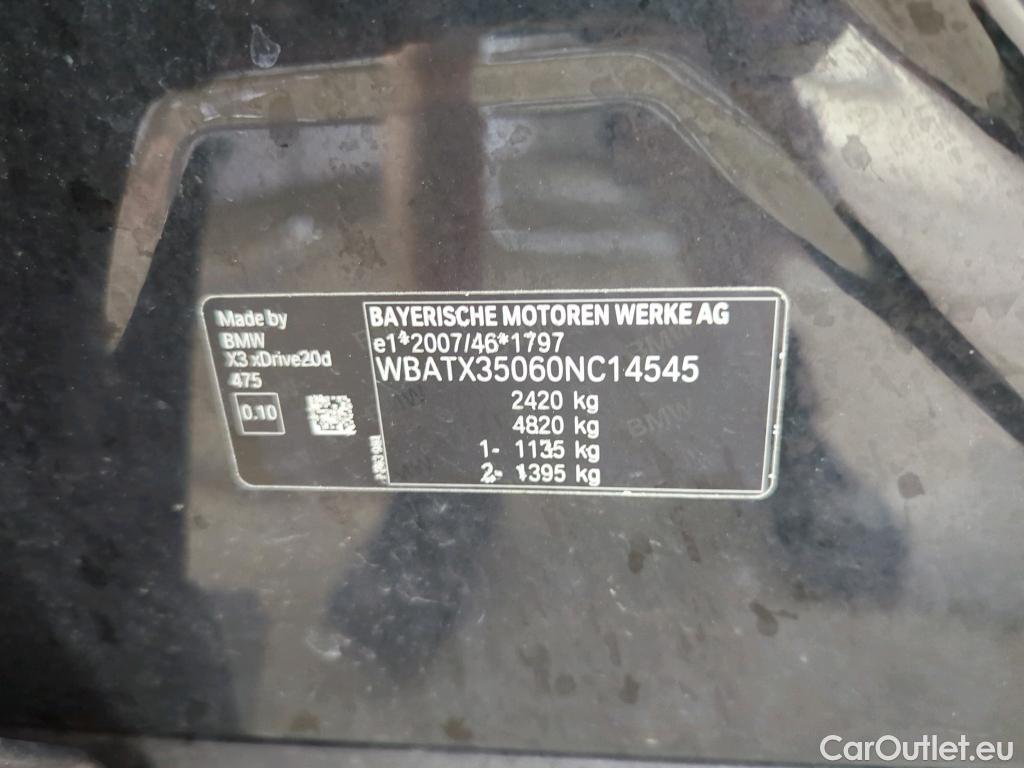 Made by
BMW
X3 xDrive20d
475
0.10
BAYERISCHE MOTOREN WERKE AG
e1*2007/46*1797
WBATX35060NC14545
2420 kg
4820 kg
1- 1135 kg
2- 1395 kg
BMW
CarOutlet.eu